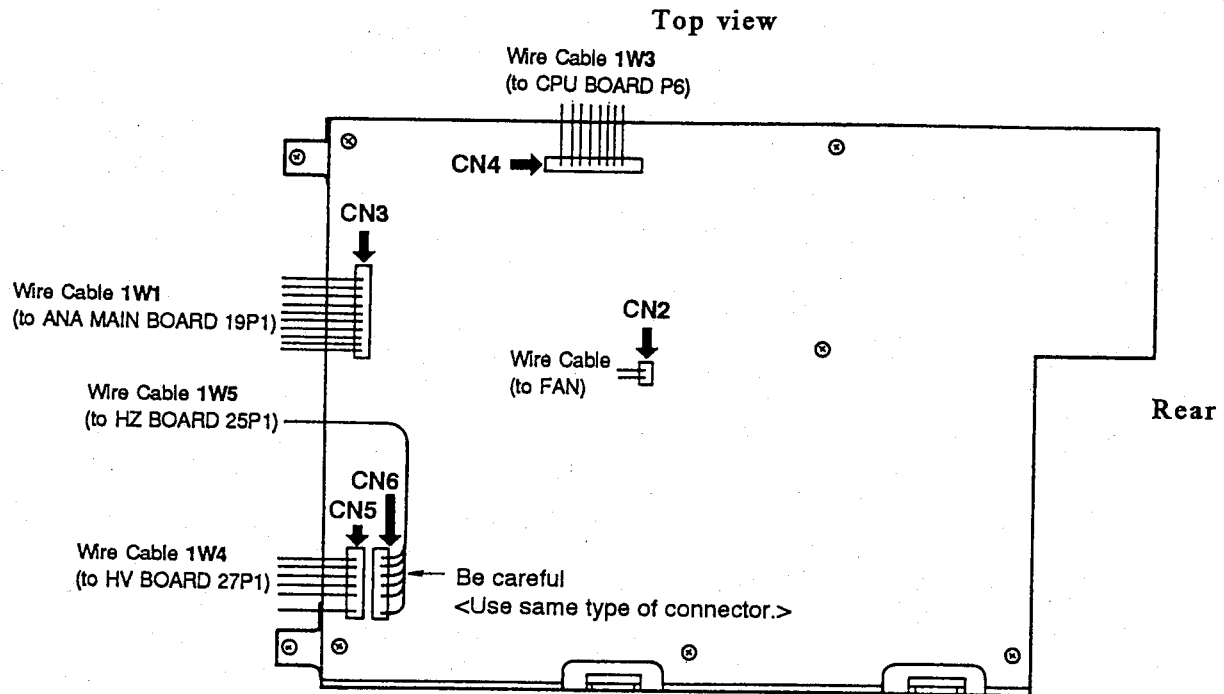 Top view
Wire Cable 1W3
(to CPU BOARD P6)
CN4
CN3
Wire Cable 1W1
(to ANA MAIN BOARD 19P1)
CN2
Wire Cable
(to FAN)
Wire Cable 1W5
(to HZ BOARD 25P1)
Rear
CN6
CN5
Wire Cable 1W4
(to HV BOARD 27P1)
Be careful
<Use same type of connector.>